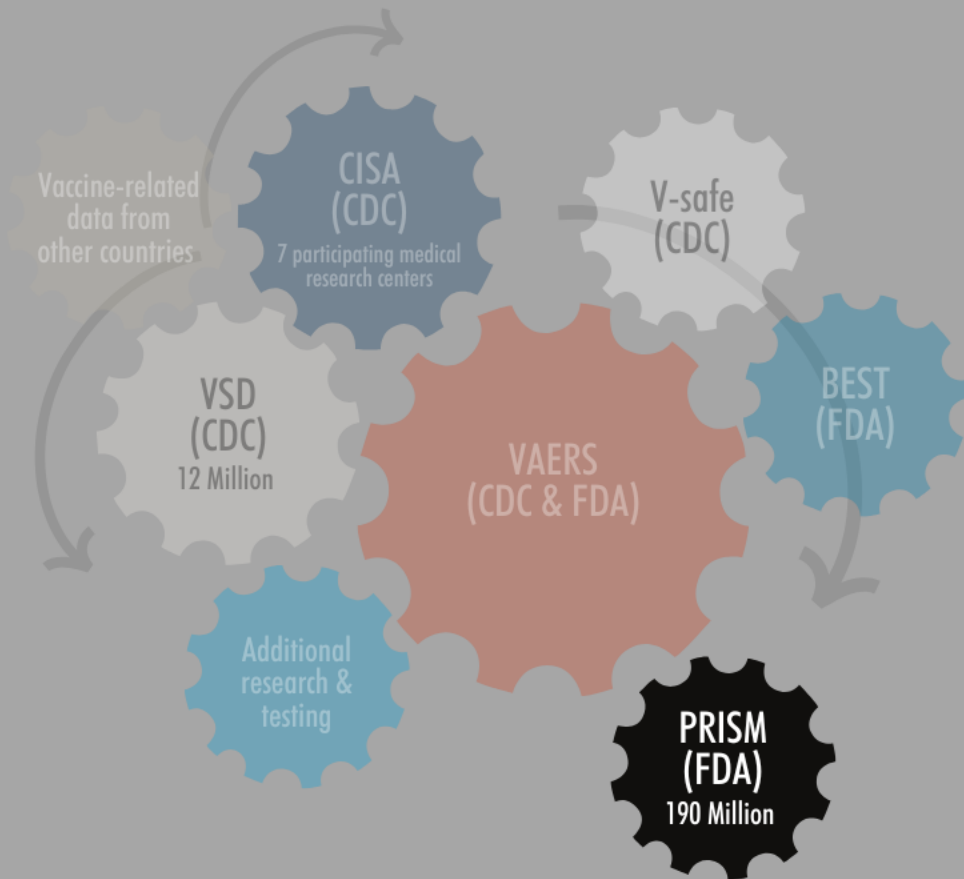 Vaccine-related
data from
other countries
CISA
(CDC)
7 participating medical
research centers
V-safe
(CDC)
VSD
(CDC)
12 Million
VAERS
(CDC & FDA)
BEST
(FDA)
Additional
research &
testing
PRISM
(FDA)
190 Million